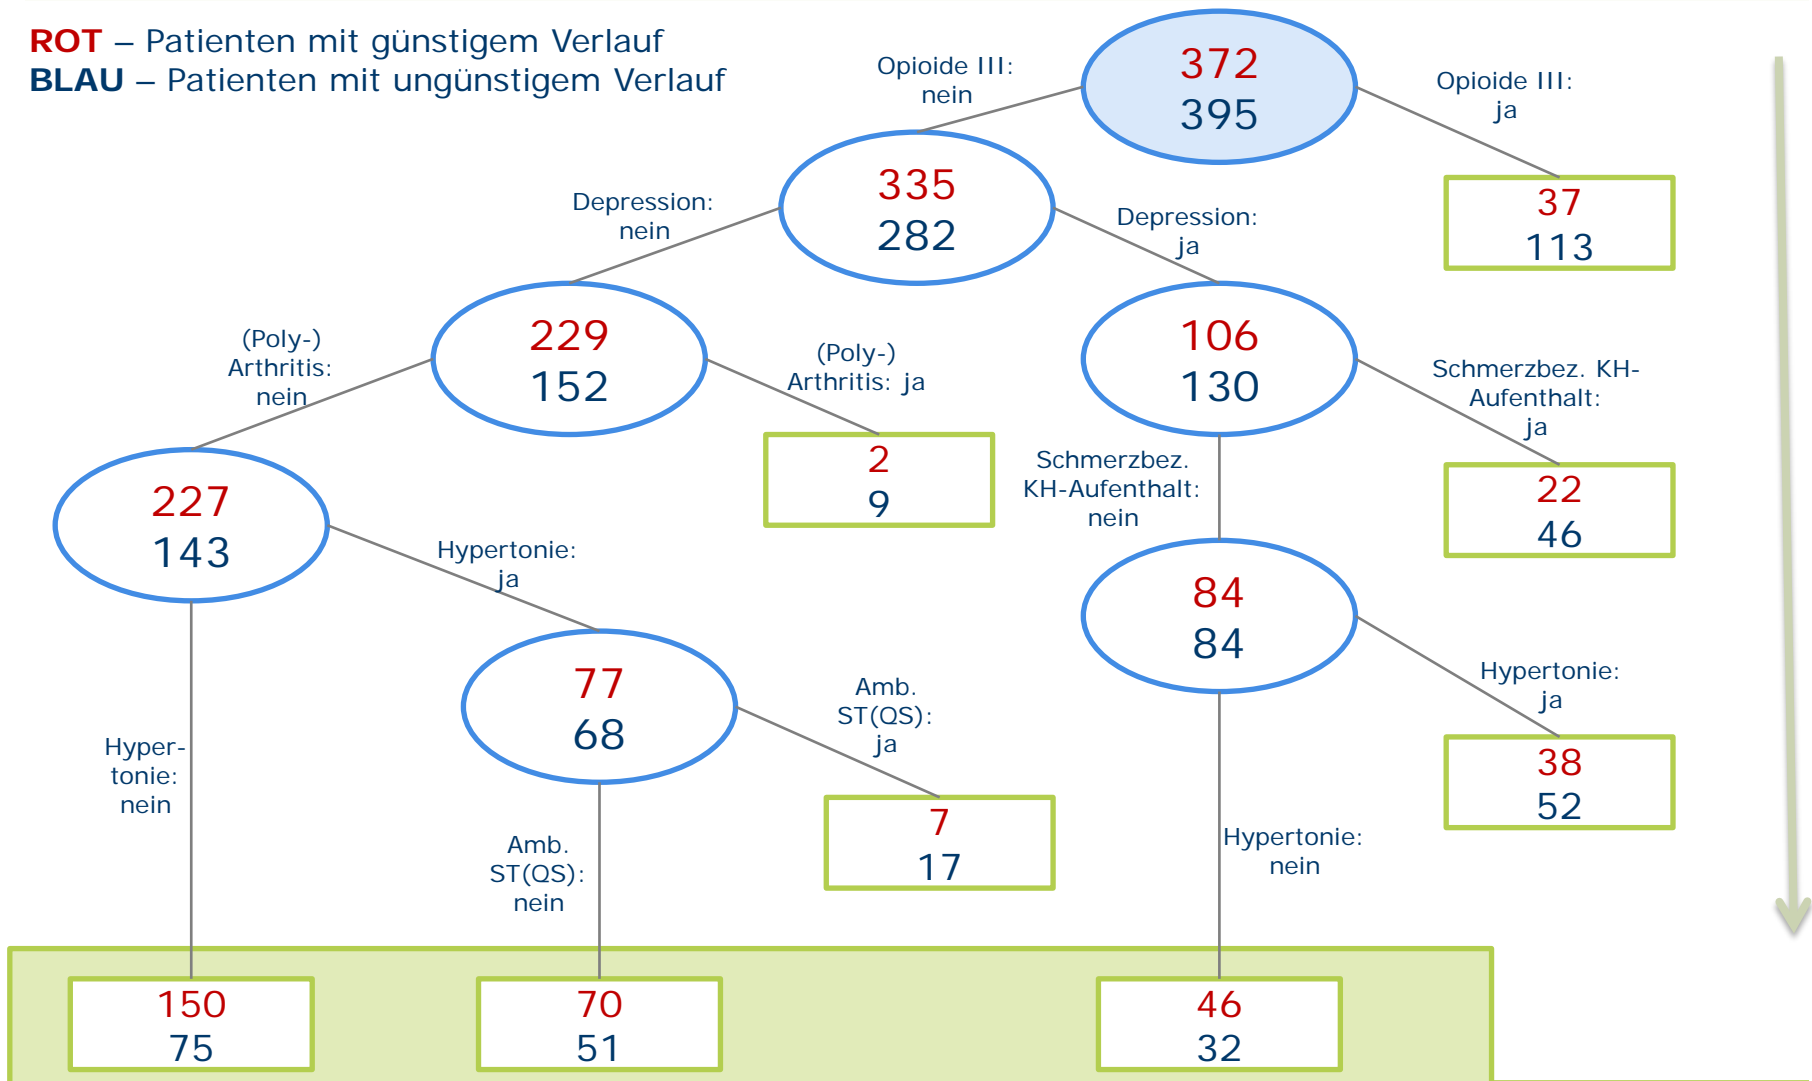 ROT – Patienten mit günstigem Verlauf
BLAU – Patienten mit ungünstigem Verlauf
Opioide III:
nein
372
395
Opioide III:
ja
335
282
37
113
Depression:
nein
Depression:
ja
229
152
106
130
(Poly-)
Arthritis:
nein
(Poly-)
Arthritis: ja
Schmerzbez. KH-
Aufenthalt:
ja
2
9
Schmerzbez.
KH-Aufenthalt:
nein
22
46
227
143
Hypertonie:
ja
84
84
77
68
Amb.
ST(QS):
ja
Hypertonie:
ja
Hyper-
tonie:
nein
38
52
7
17
Amb.
ST(QS):
nein
Hypertonie:
nein
150
75
70
51
46
32